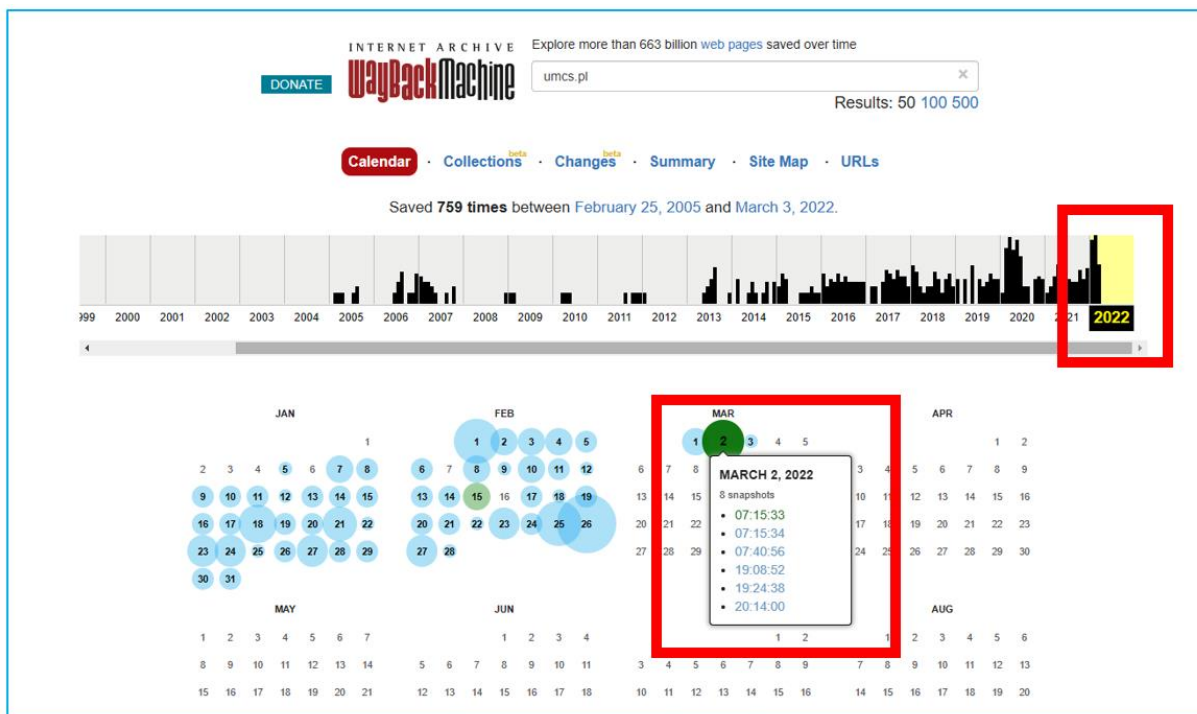 INTERNET ARCHIVE
Explore more than 663 billion web pages saved over time
DONATE
WayBackMachine
umcs.pl ×
Results: 50 100 500
Calendar · Collections beta · Changes beta · Summary · Site Map · URLs
Saved 759 times between February 25, 2005 and March 3, 2022.
999 2000 2001 2002 2003 2004 2005 2006 2007 2008 2009 2010 2011 2012 2013 2014 2015 2016 2017 2018 2019 2020 2021 2022
JAN FEB MAR APR
1 1 2 3 4 5 1 2 3 4 5 1 2
2 3 4 5 6 7 8 6 7 8 9 10 11 12 6 7 8 3 4 5 6 7 8 9
9 10 11 12 13 14 15 13 14 15 16 17 18 19 13 14 15 10 11 12 13 14 15 16
16 17 18 19 20 21 22 20 21 22 23 24 25 26 20 21 22 17 18 19 20 21 22 23
23 24 25 26 27 28 29 27 28 27 28 29 24 25 26 27 28 29 30
30 31
MARCH 2, 2022
8 snapshots
• 07:15:33
• 07:15:34
• 07:40:56
• 19:08:52
• 19:24:38
• 20:14:00
MAY JUN AUG
1 2 3 4 5 6 7 1 2 3 4 1 2 1 2 3 4 5 6
8 9 10 11 12 13 14 5 6 7 8 9 10 11 3 4 5 6 7 8 9 7 8 9 10 11 12 13
15 16 17 18 19 20 21 12 13 14 15 16 17 18 10 11 12 13 14 15 16 14 15 16 17 18 19 20